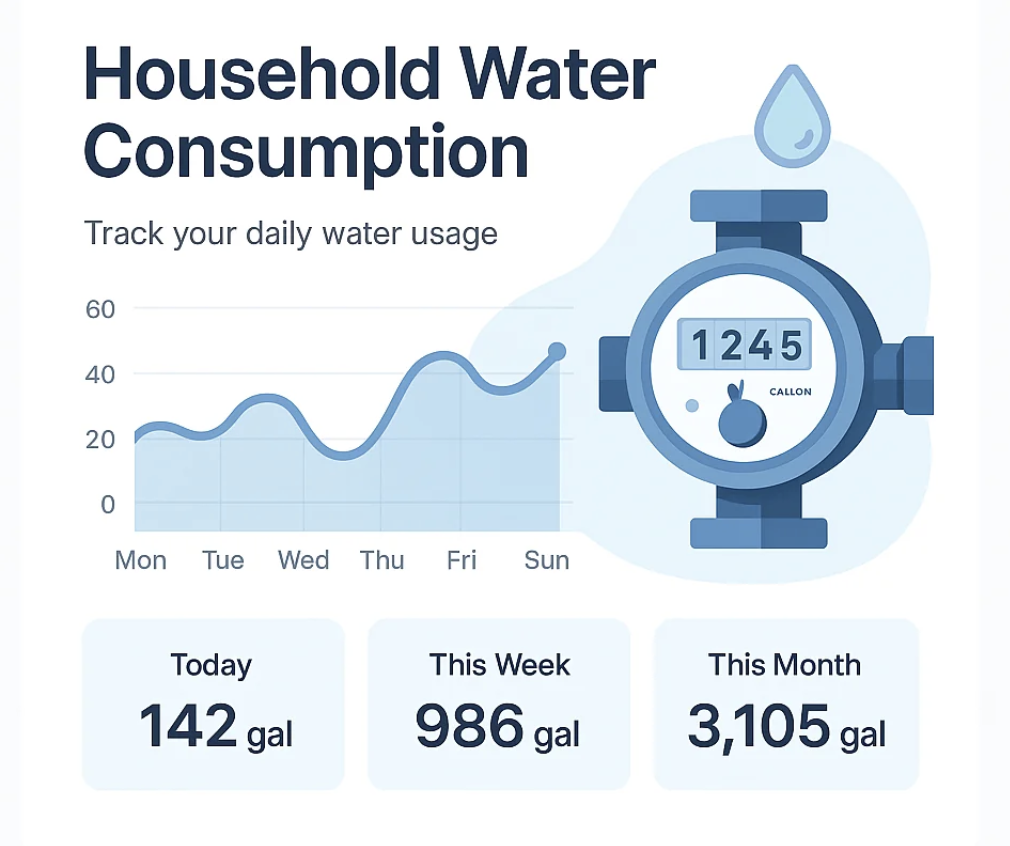 Household Water
Consumption
Track your daily water usage
60
40
20
0
Mon Tue Wed Thu Fri Sun
1245
CALLON
Today
142 gal
This Week
986 gal
This Month
3,105 gal